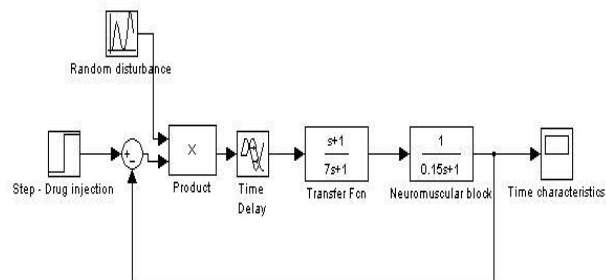 Random disturbance
+
-
X
s+1
7s+1
1
0.15s+1
Step - Drug injection
Product
Time
Delay
Transfer Fcn
Neuromuscular block
Time characteristics